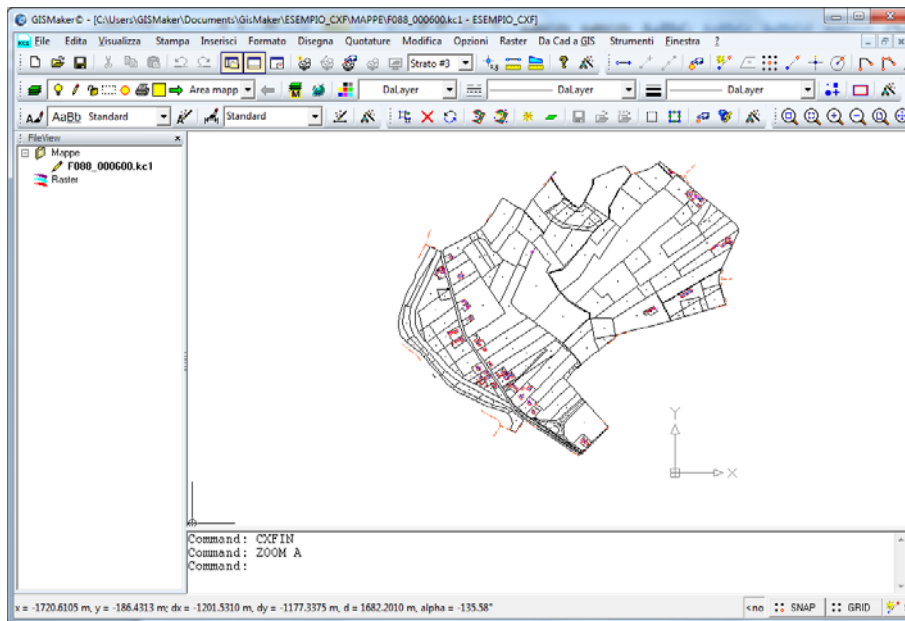 GISMaker© - [C:\Users\GISMaker\Documents\GisMaker\ESEMPIO_CXF\MAPPE\F088_000600.kc1 - ESEMPIO_CXF]
File Edita Visualizza Stampa Inserisci Formato Disegna Quotature Modifica Opzioni Raster Da Cad a GIS Strumenti Finestra ?
Strato #3
Area mapp DaLayer DaLayer DaLayer
AaBb Standard Standard
FileView x
Mappe
F088_000600.kc1
Raster
Y
X
Command: CXFIN
Command: ZOOM A
Command:
x = -1720.6105 m, y = -186.4313 m; dx = -1201.5310 m, dy = -1177.3375 m, d = 1682.2010 m, alpha = -135.58° <no SNAP GRID